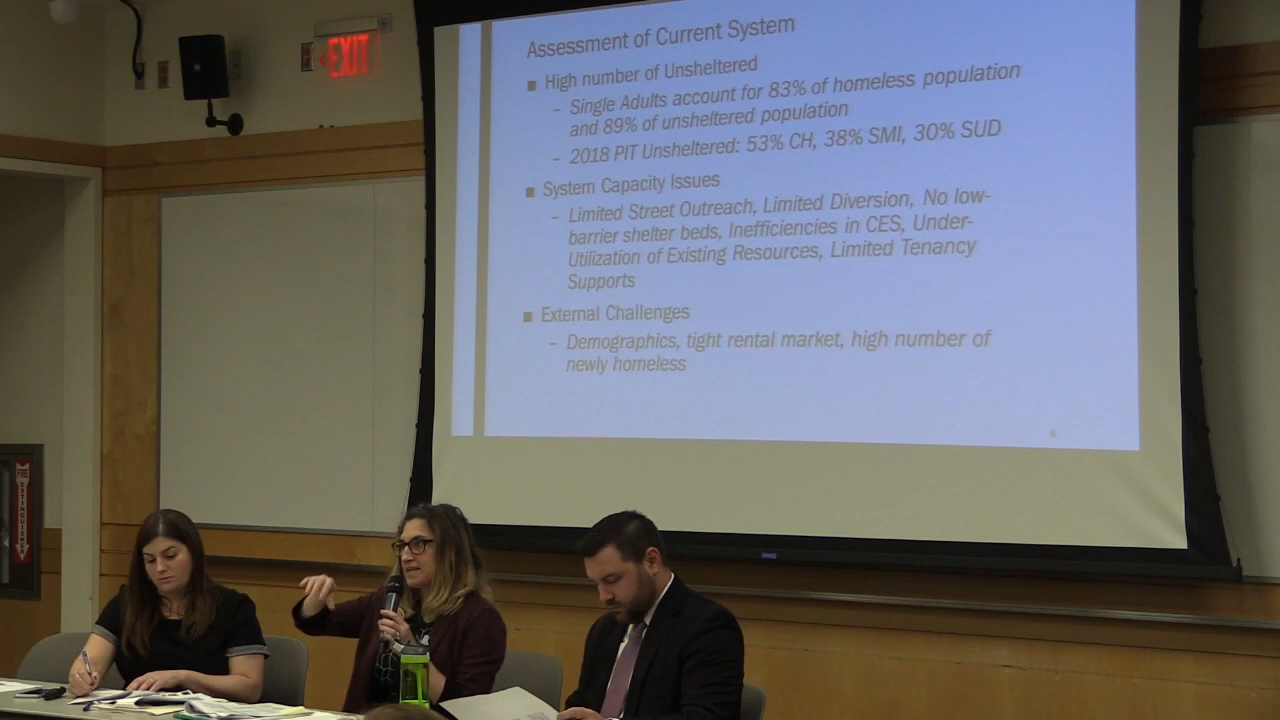 EXIT
Assessment of Current System
■ High number of Unsheltered
– Single Adults account for 83% of homeless population
and 89% of unsheltered population
– 2018 PIT Unsheltered: 53% CH, 38% SMI, 30% SUD
■ System Capacity Issues
– Limited Street Outreach, Limited Diversion, No low-
barrier shelter beds, Inefficiencies in CES, Under-
Utilization of Existing Resources, Limited Tenancy
Supports
■ External Challenges
– Demographics, tight rental market, high number of
newly homeless
FIRE
EXTINGUISHER